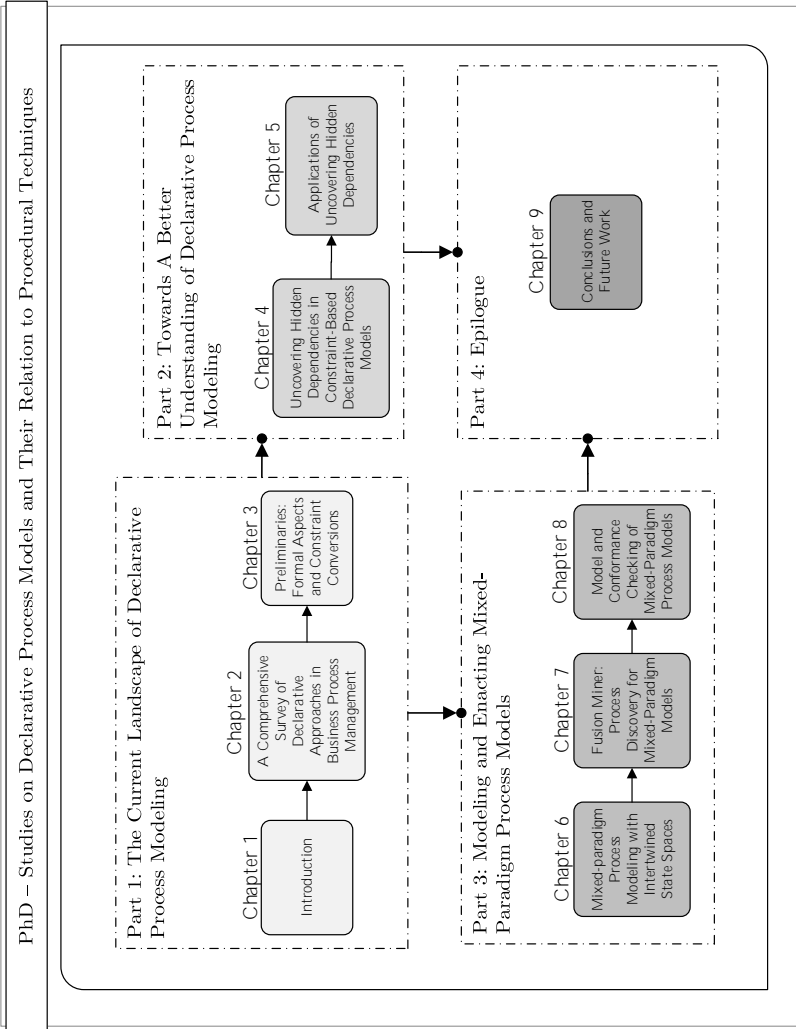 PhD – Studies on Declarative Process Models and Their Relation to Procedural Techniques
Part 1: The Current Landscape of Declarative
Process Modeling
Chapter 1
Introduction
Chapter 2
A Comprehensive
Survey of
Declarative
Approaches in
Business Process
Management
Chapter 3
Preliminaries:
Formal Aspects
and Constraint
Conversions
Part 2: Towards A Better
Understanding of Declarative Process
Modeling
Chapter 4
Uncovering Hidden
Dependencies in
Constraint-Based
Declarative Process
Models
Chapter 5
Applications of
Uncovering Hidden
Dependencies
Part 3: Modeling and Enacting Mixed-
Paradigm Process Models
Chapter 6
Mixed-paradigm
Process
Modeling with
Intertwined
State Spaces
Chapter 7
Fusion Miner:
Process
Discovery for
Mixed-Paradigm
Models
Chapter 8
Model and
Conformance
Checking of
Mixed-Paradigm
Process Models
Part 4: Epilogue
Chapter 9
Conclusions and
Future Work